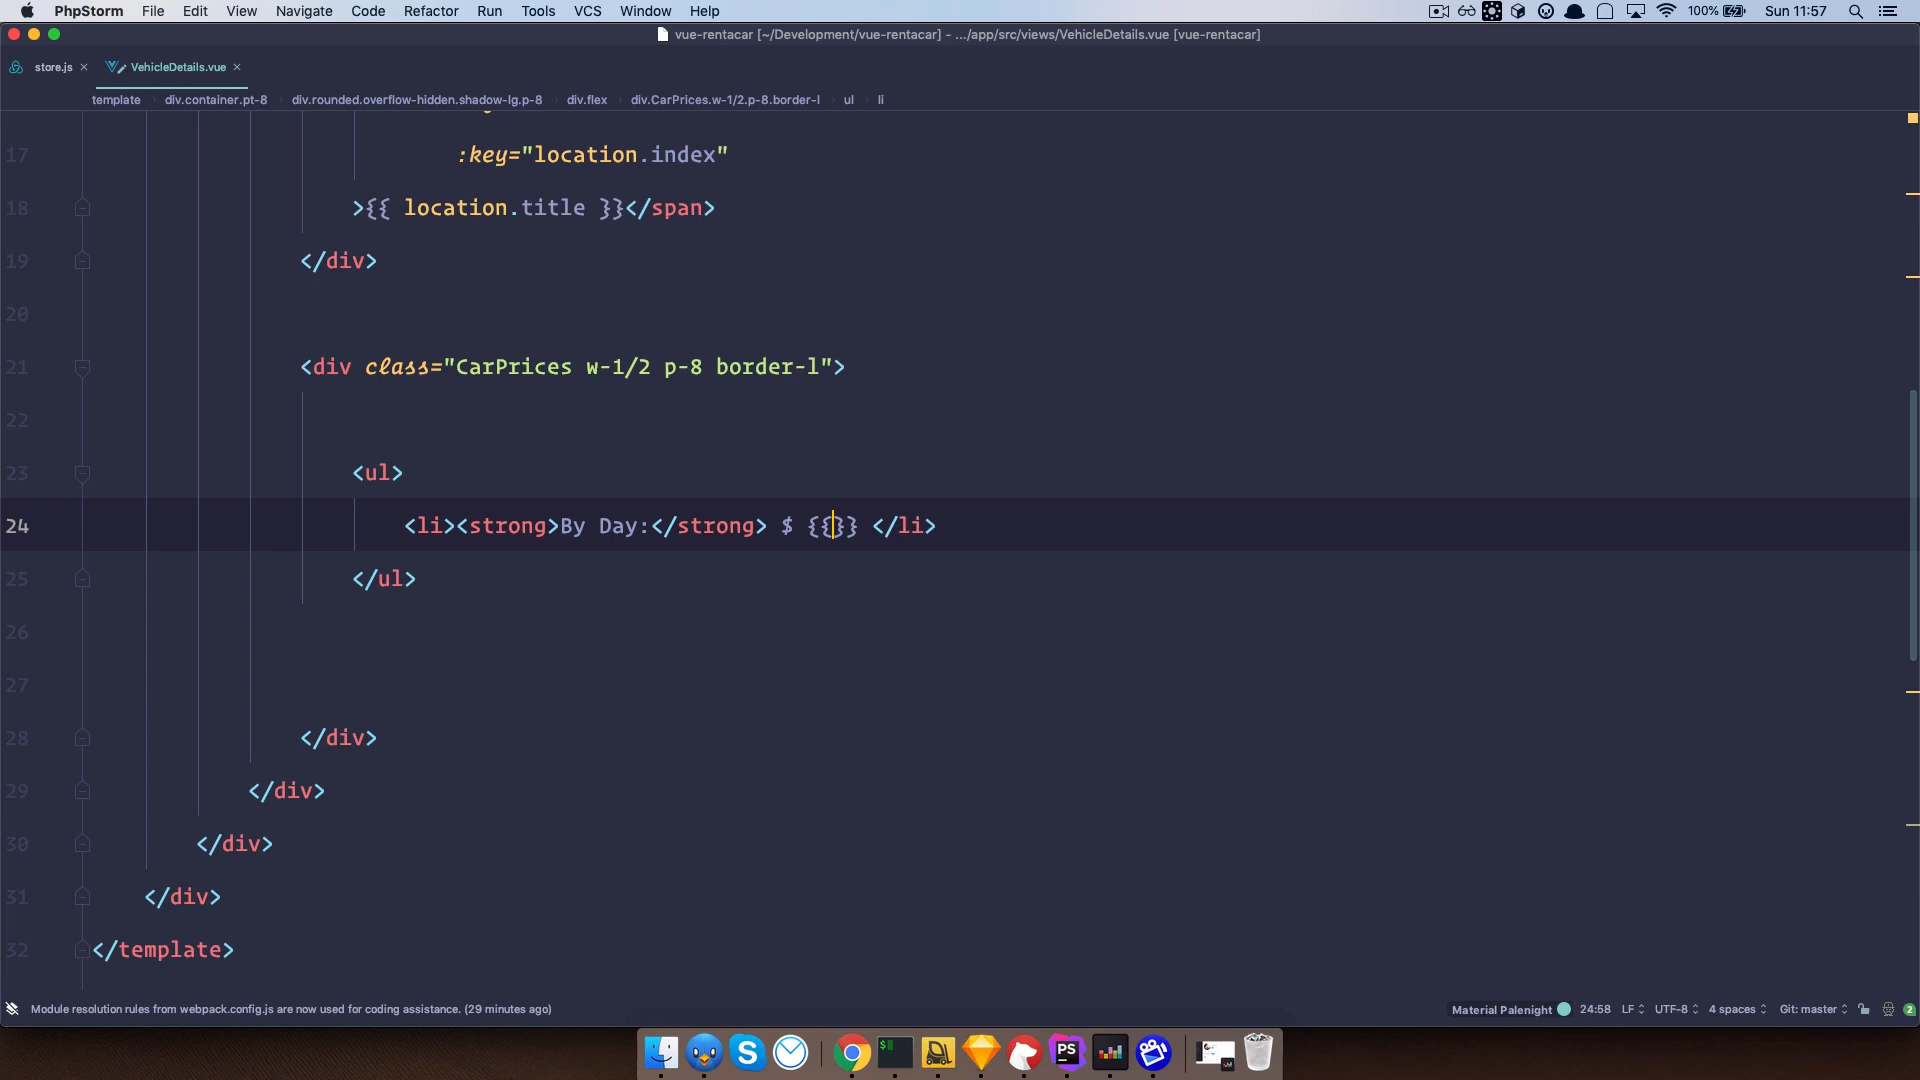 PhpStorm File Edit View Navigate Code Refactor Run Tools VCS Window Help 100% Sun 11:57
vue-rentacar [~/Development/vue-rentacar] - .../app/src/views/VehicleDetails.vue [vue-rentacar]
store.js VehicleDetails.vue
template div.container.pt-8 div.rounded.overflow-hidden.shadow-lg.p-8 div.flex div.CarPrices.w-1/2.p-8.border-l ul li
17 :key="location.index"
18 >{{ location.title }}</span>
19 </div>
20
21 <div class="CarPrices w-1/2 p-8 border-l">
22
23 <ul>
24 <li><strong>By Day:</strong> $ {{}} </li>
25 </ul>
26
27
28 </div>
29 </div>
30 </div>
31 </div>
32 </template>
Module resolution rules from webpack.config.js are now used for coding assistance. (29 minutes ago) Material Palenight 24:58 LF UTF-8 4 spaces Git: master 2
S $ PS